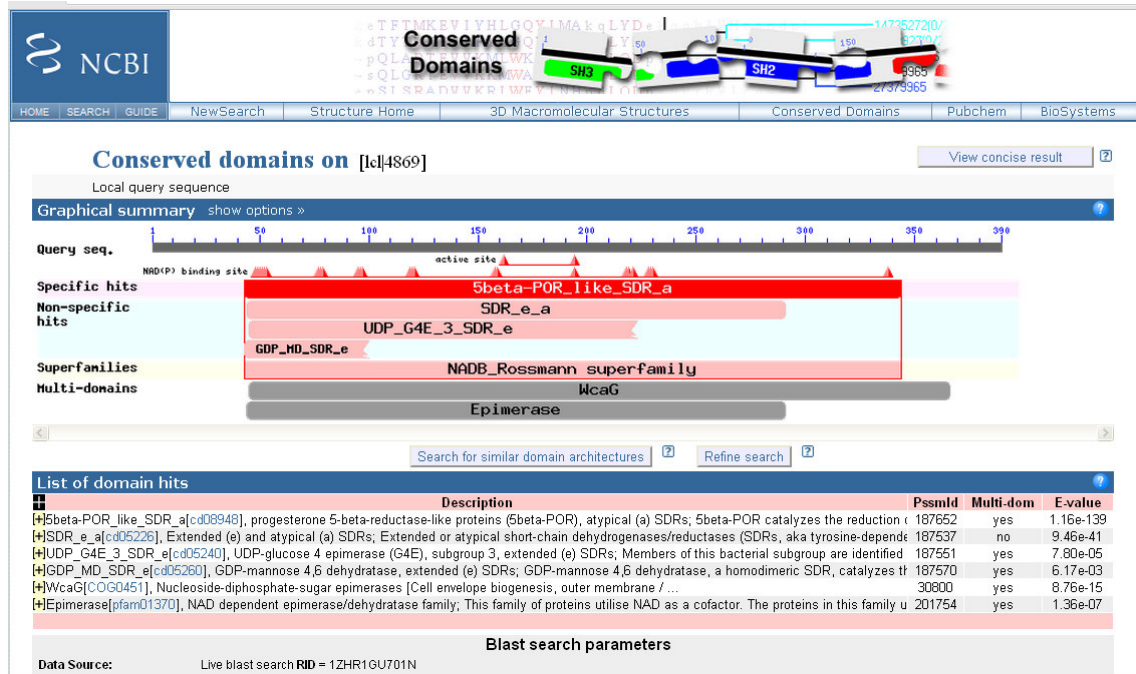 NCBI
Conserved
Domains
SH3
SH2
HOME SEARCH GUIDE NewSearch Structure Home 3D Macromolecular Structures Conserved Domains Pubchem BioSystems
Conserved domains on [lcl|4869]
View concise result ?
Local query sequence
Graphical summary show options » ?
1 50 100 150 200 250 300 350 390
Query seq.
active site
NAD(P) binding site
Specific hits 5beta-POR_like_SDR_a
Non-specific hits SDR_e_a
UDP_G4E_3_SDR_e
GDP_MD_SDR_e
Superfamilies NADB_Rossmann superfamily
Multi-domains WcaG
Epimerase
Search for similar domain architectures ? Refine search ?
List of domain hits ?
+ Description PssmId Multi-dom E-value
[+]5beta-POR_like_SDR_a[cd08948], progesterone 5-beta-reductase-like proteins (5beta-POR), atypical (a) SDRs; 5beta-POR catalyzes the reduction 187652 yes 1.16e-139
[+]SDR_e_a[cd05226], Extended (e) and atypical (a) SDRs; Extended or atypical short-chain dehydrogenases/reductases (SDRs, aka tyrosine-depende 187537 no 9.46e-41
[+]UDP_G4E_3_SDR_e[cd05240], UDP-glucose 4 epimerase (G4E), subgroup 3, extended (e) SDRs; Members of this bacterial subgroup are identified 187551 yes 7.80e-05
[+]GDP_MD_SDR_e[cd05260], GDP-mannose 4,6 dehydratase, extended (e) SDRs; GDP-mannose 4,6 dehydratase, a homodimeric SDR, catalyzes th 187570 yes 6.17e-03
[+]WcaG[COG0451], Nucleoside-diphosphate-sugar epimerases [Cell envelope biogenesis, outer membrane / ... 30800 yes 8.76e-15
[+]Epimerase[pfam01370], NAD dependent epimerase/dehydratase family; This family of proteins utilise NAD as a cofactor. The proteins in this family u 201754 yes 1.36e-07
Blast search parameters
Data Source: Live blast search RID = 1ZHR1GU701N